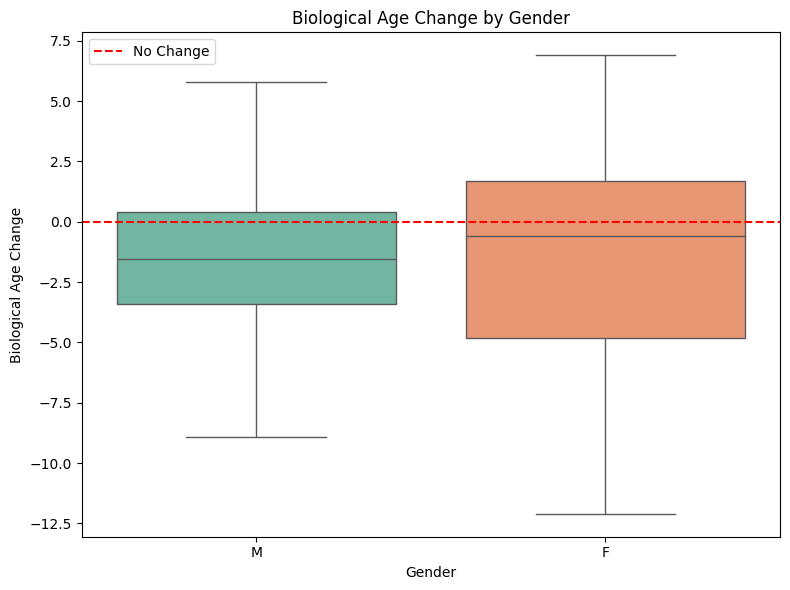 Biological Age Change by Gender
No Change
Biological Age Change
7.5
5.0
2.5
0.0
−2.5
−5.0
−7.5
−10.0
−12.5
M
F
Gender